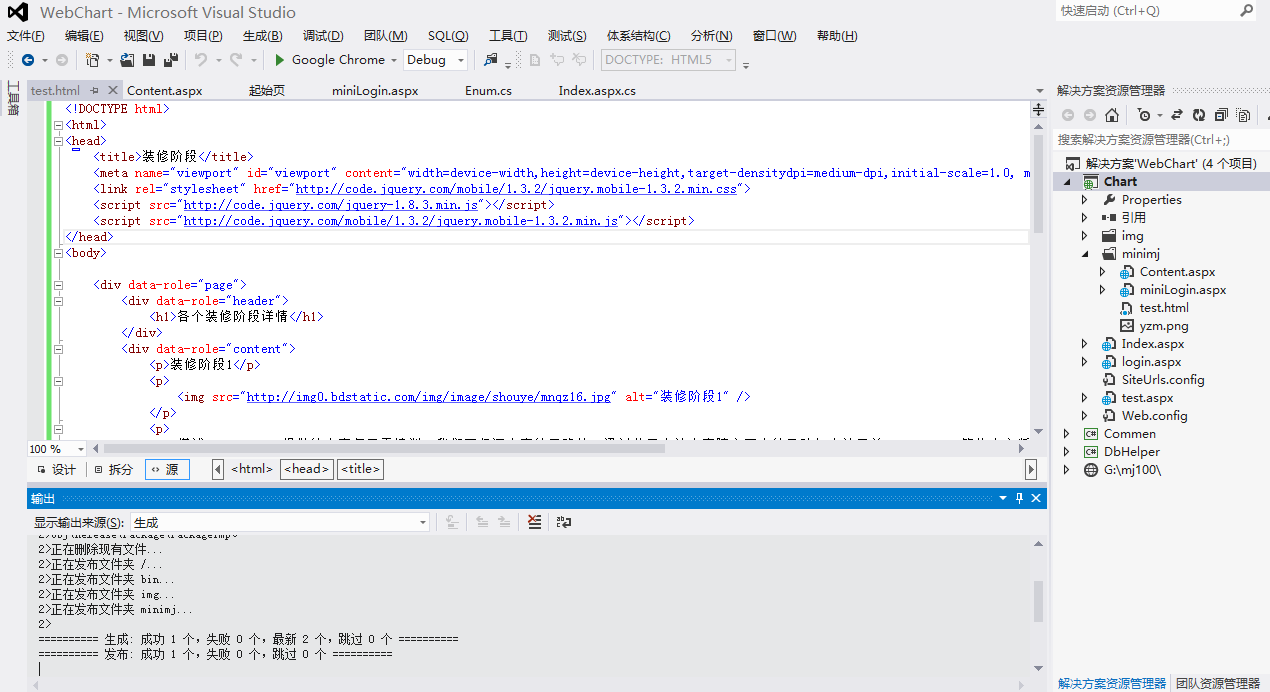 WebChart - Microsoft Visual Studio
快速启动 (Ctrl+Q)
文件(F) 编辑(E) 视图(V) 项目(P) 生成(B) 调试(D) 团队(M) SQL(Q) 工具(T) 测试(S) 体系结构(C) 分析(N) 窗口(W) 帮助(H)
Google Chrome Debug DOCTYPE: HTML5
工具箱
test.html Content.aspx 起始页 miniLogin.aspx Enum.cs Index.aspx.cs
<!DOCTYPE html>
<html>
<head>
<title>装修阶段</title>
<meta name="viewport" id="viewport" content="width=device-width,height=device-height,target-densitydpi=medium-dpi,initial-scale=1.0, m
<link rel="stylesheet" href="http://code.jquery.com/mobile/1.3.2/jquery.mobile-1.3.2.min.css">
<script src="http://code.jquery.com/jquery-1.8.3.min.js"></script>
<script src="http://code.jquery.com/mobile/1.3.2/jquery.mobile-1.3.2.min.js"></script>
</head>
<body>
<div data-role="page">
<div data-role="header">
<h1>各个装修阶段详情</h1>
</div>
<div data-role="content">
<p>装修阶段1</p>
<p>
<img src="http://img0.bdstatic.com/img/image/shouye/mnqz16.jpg" alt="装修阶段1" />
</p>
<p>
100 %
设计 拆分 源 <html> <head> <title>
输出
显示输出来源(S): 生成
2>obj\Release\Package\PackageTmp。
2>正在删除现有文件...
2>正在发布文件夹 /...
2>正在发布文件夹 bin...
2>正在发布文件夹 img...
2>正在发布文件夹 minimj...
2>
========== 生成: 成功 1 个，失败 0 个，最新 2 个，跳过 0 个 ==========
========== 发布: 成功 1 个，失败 0 个，跳过 0 个 ==========
解决方案资源管理器
搜索解决方案资源管理器(Ctrl+;)
解决方案'WebChart' (4 个项目)
Chart
Properties
引用
img
minimj
Content.aspx
miniLogin.aspx
test.html
yzm.png
Index.aspx
login.aspx
SiteUrls.config
test.aspx
Web.config
Commen
DbHelper
G:\mj100\
解决方案资源管理器 团队资源管理器